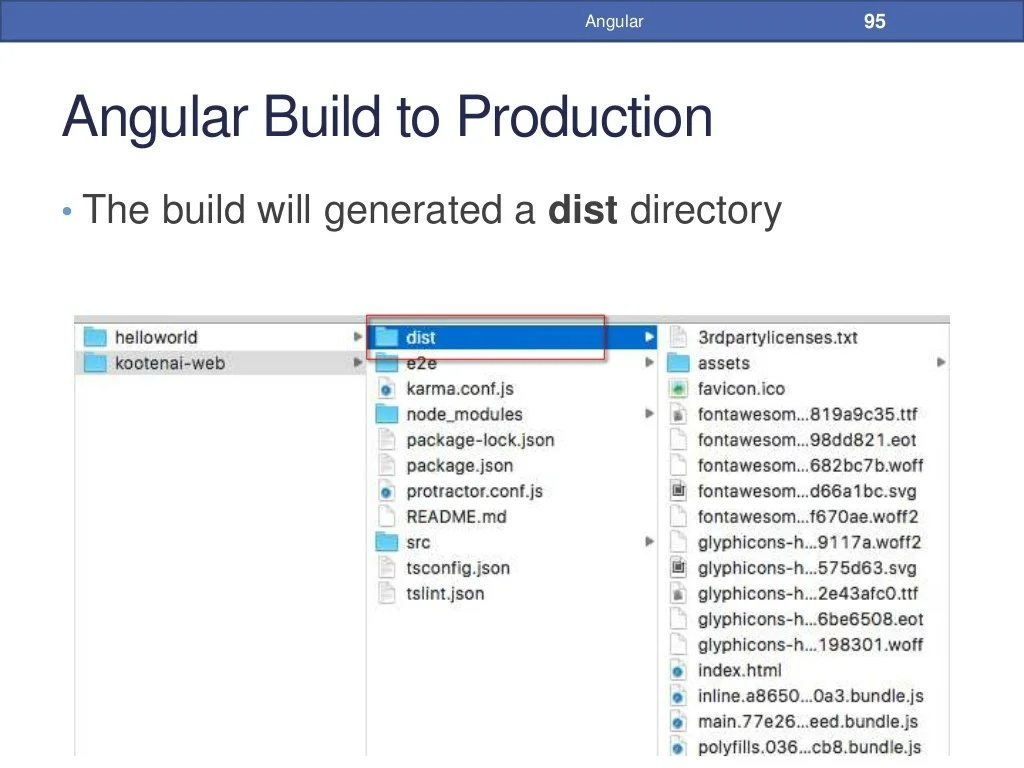 Angular 95
Angular Build to Production
• The build will generated a dist directory
helloworld
kootenai-web
dist
e2e
karma.conf.js
node_modules
package-lock.json
package.json
protractor.conf.js
README.md
src
tsconfig.json
tslint.json
3rdpartylicenses.txt
assets
favicon.ico
fontawesom...819a9c35.ttf
fontawesom...98dd821.eot
fontawesom...682bc7b.woff
fontawesom...d66a1bc.svg
fontawesom...f670ae.woff2
glyphicons-h...9117a.woff2
glyphicons-h...575d63.svg
glyphicons-h...2e43afc0.ttf
glyphicons-h...6be6508.eot
glyphicons-h...198301.woff
index.html
inline.a8650...0a3.bundle.js
main.77e26...eed.bundle.js
polyfills.036...cb8.bundle.js